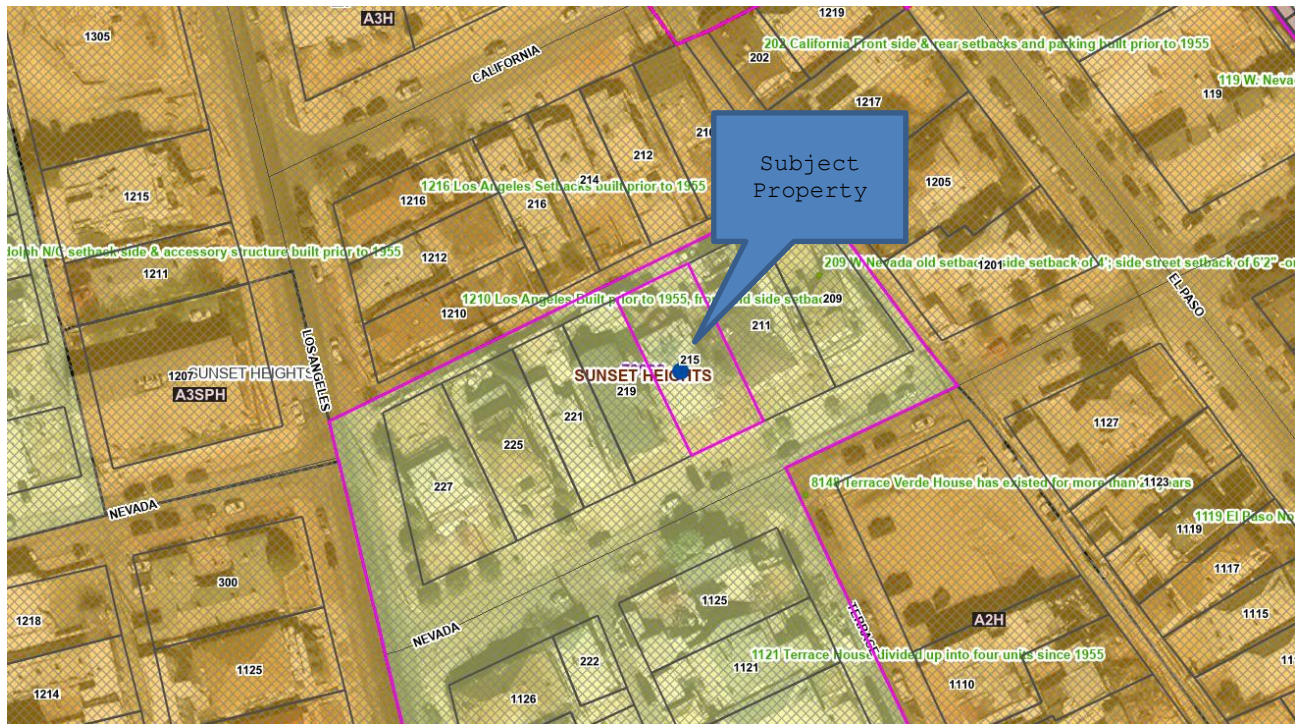 A3H
1219
1305
202 California Front side & rear setbacks and parking built prior to 1955
202
CALIFORNIA
119 W. Neva
119
1217
210
Subject
Property
212
214
1216 Los Angeles Setbacks built prior to 1955
1205
1215
1216
216
dolph N/C setback side & accessory structure built prior to 1955
1212
1211
209 W Nevada old setback side setback of 4'; side street setback of 6'2" -or
1201
EL PASO
1210 Los Angeles Built prior to 1955, front and side setbac
209
1210
211
LOS ANGELES
215
1207
SUNSET HEIGHTS
SUNSET HEIGHTS
A3SPH
219
221
225
1127
227
8148 Terrace Verde House has existed for more than 21 years
1123
NEVADA
1119 El Paso No
1119
300
1117
1125
1218
A2H
1115
NEVADA
TERRACE
1121 Terrace House divided up into four units since 1955
222
1121
11
1125
1110
1214
1126